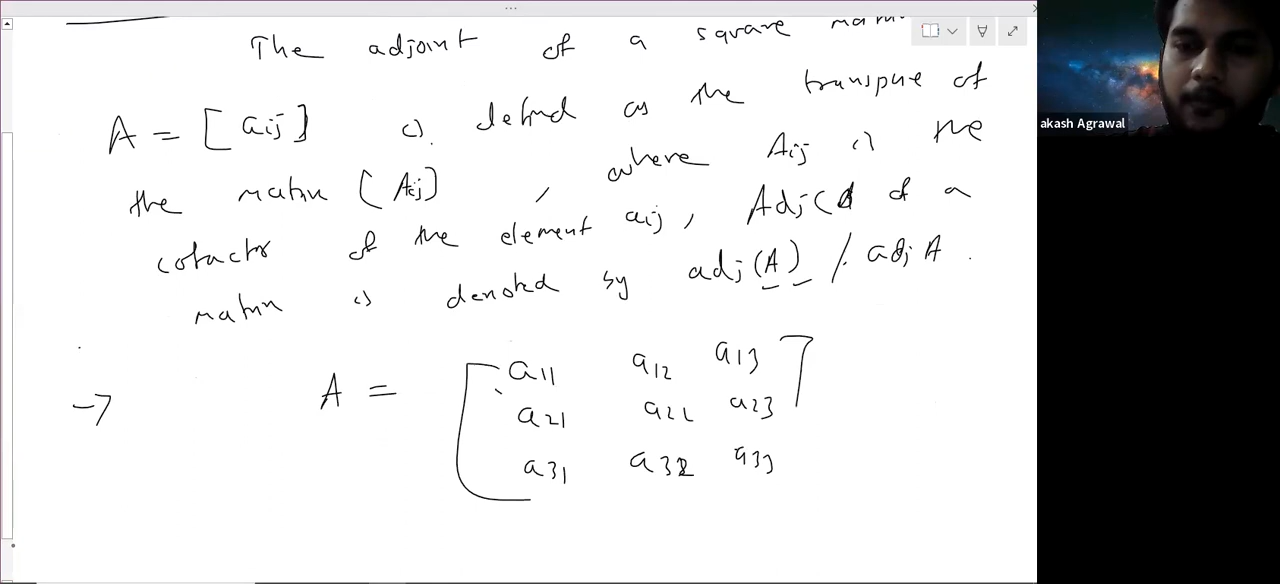 The adjoint of a square
A = [aij] is defined as the transpose of
the matrix [Aij] , where Aij is the
cofactor of the element aij, Adj of a
matrix is denoted by adj(A) / adj A .
→ A = [ a11 a12 a13 ]
a21 a22 a23
a31 a32 a33
akash Agrawal